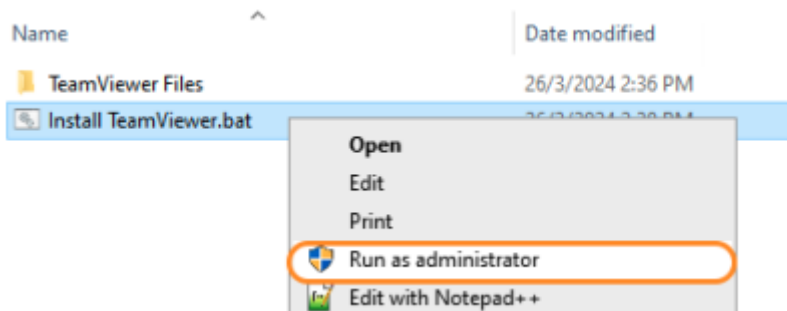 Name Date modified
TeamViewer Files 26/3/2024 2:36 PM
Install TeamViewer.bat
Open
Edit
Print
Run as administrator
Edit with Notepad++